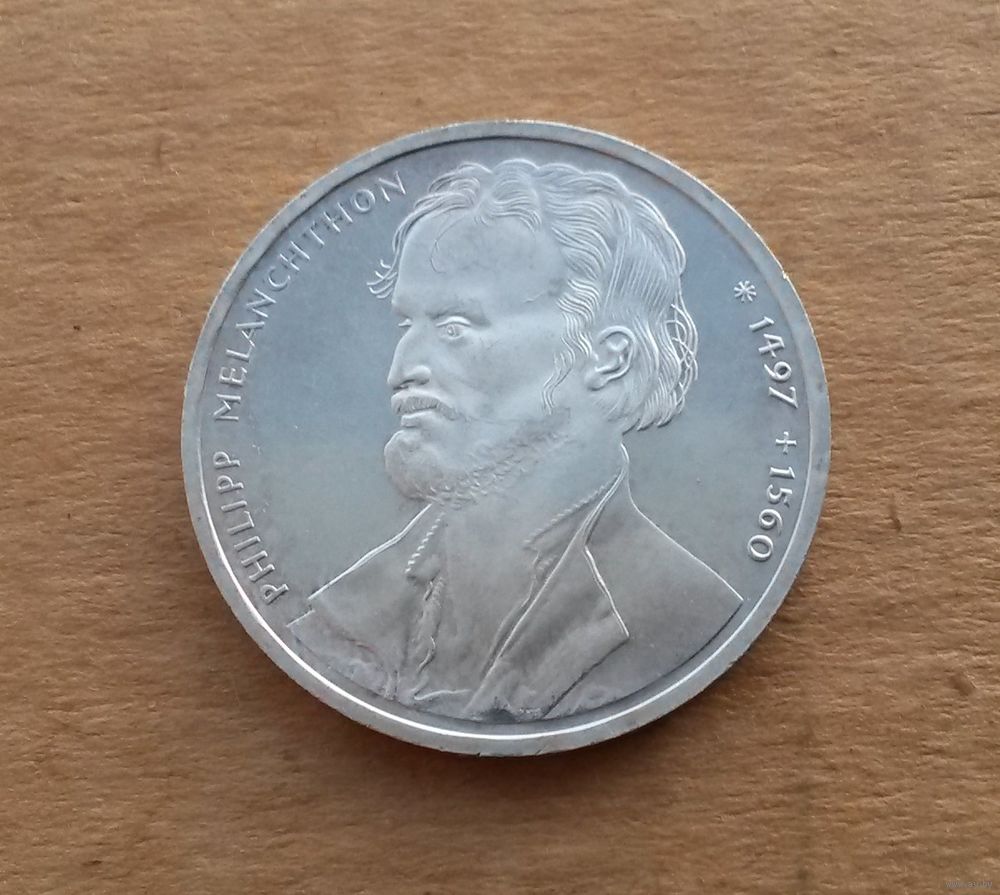 PHILIPP MELANCHTHON
* 1497 + 1560